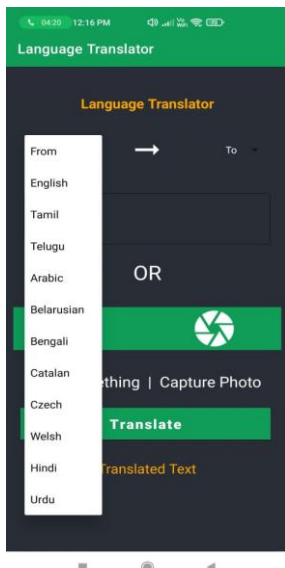 04:20 12:16 PM
Language Translator
Language Translator
From
To
English
Tamil
Telugu
Arabic
OR
Belarusian
Bengali
Catalan
thing | Capture Photo
Czech
Translate
Welsh
Hindi
Translated Text
Urdu